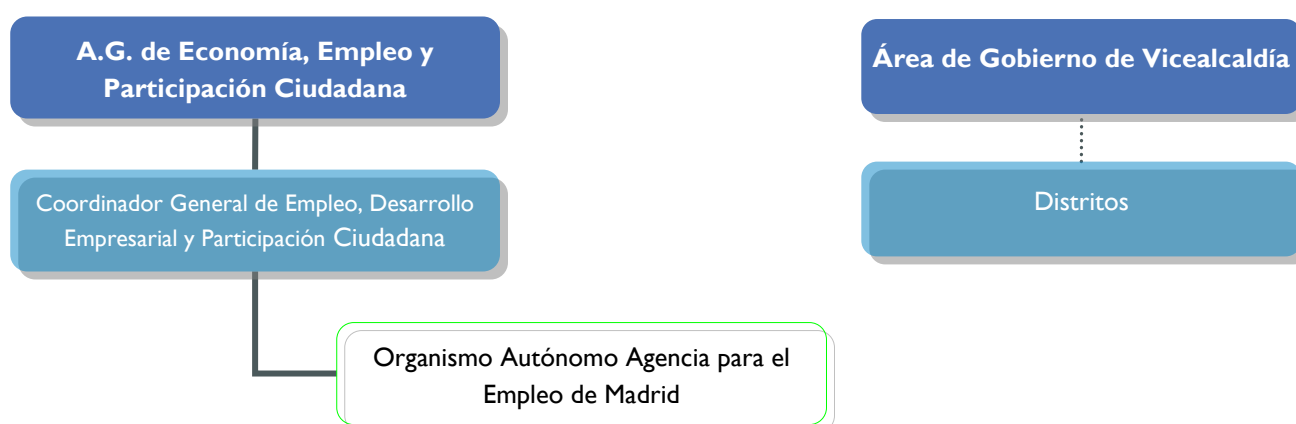 A.G. de Economía, Empleo y
Participación Ciudadana
Coordinador General de Empleo, Desarrollo
Empresarial y Participación Ciudadana
Organismo Autónomo Agencia para el
Empleo de Madrid
Área de Gobierno de Vicealcaldía
Distritos